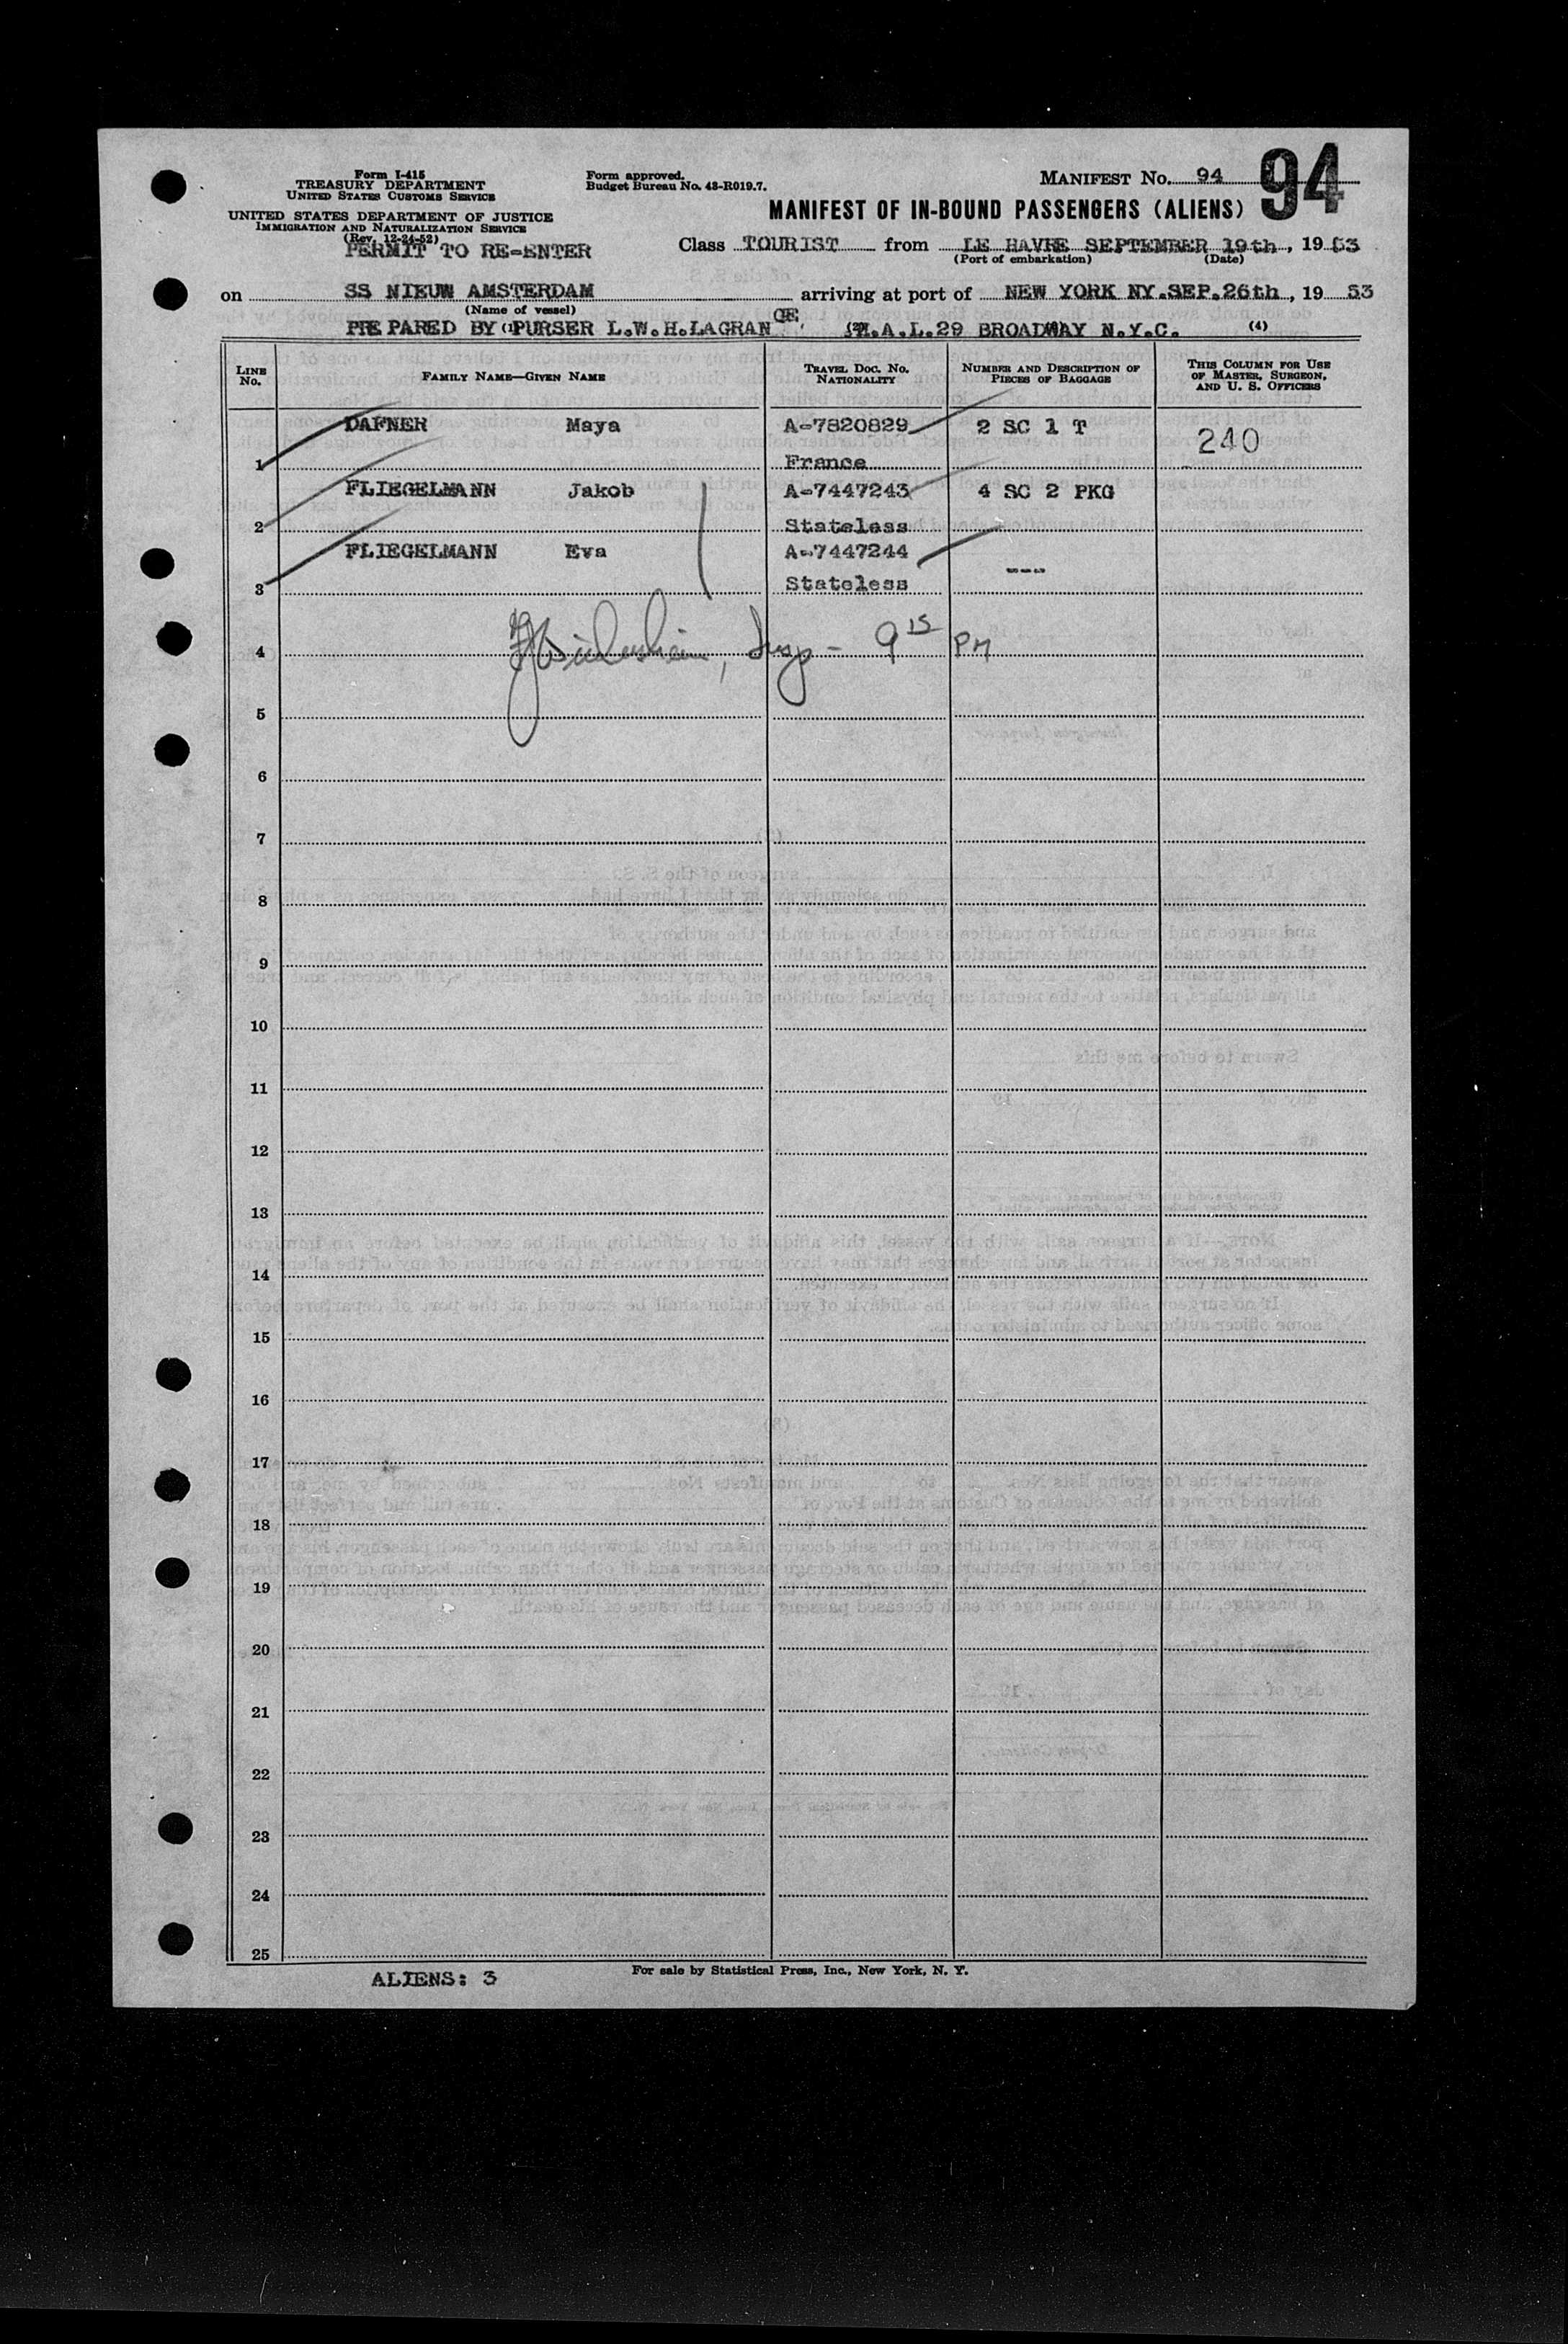 Form I-415
TREASURY DEPARTMENT
UNITED STATES CUSTOMS SERVICE
UNITED STATES DEPARTMENT OF JUSTICE
IMMIGRATION AND NATURALIZATION SERVICE
(Rev. 12-24-52)
PERMIT TO RE-ENTER
Form approved.
Budget Bureau No. 43-R019.7.
MANIFEST NO. 94
94
MANIFEST OF IN-BOUND PASSENGERS (ALIENS)
Class TOURIST from LE HAVRE SEPTEMBER 19th, 19 53
(Port of embarkation) (Date)
on SS NIEUW AMSTERDAM arriving at port of NEW YORK NY. SEP. 26th, 19 53
(Name of vessel)
PREPARED BY PURSER L.W.H.LAGRANGE H.A.L. 29 BROADWAY N.Y.C. (4)
LINE NO. FAMILY NAME—GIVEN NAME TRAVEL DOC. NO. NATIONALITY NUMBER AND DESCRIPTION OF PIECES OF BAGGAGE THIS COLUMN FOR USE OF MASTER, SURGEON, AND U. S. OFFICERS
DAFNER Maya A-7820829 2 SC 1 T 240
1 France
FLIEGELMANN Jakob A-7447243 4 SC 2 PKG
2 Stateless
FLIEGELMANN Eva A-7447244 ---
3 Stateless
4 Insp - 9 15 PM
5
6
7
8
9
10
11
12
13
14
15
16
17
18
19
20
21
22
23
24
25
ALIENS: 3
For sale by Statistical Press, Inc., New York, N. Y.